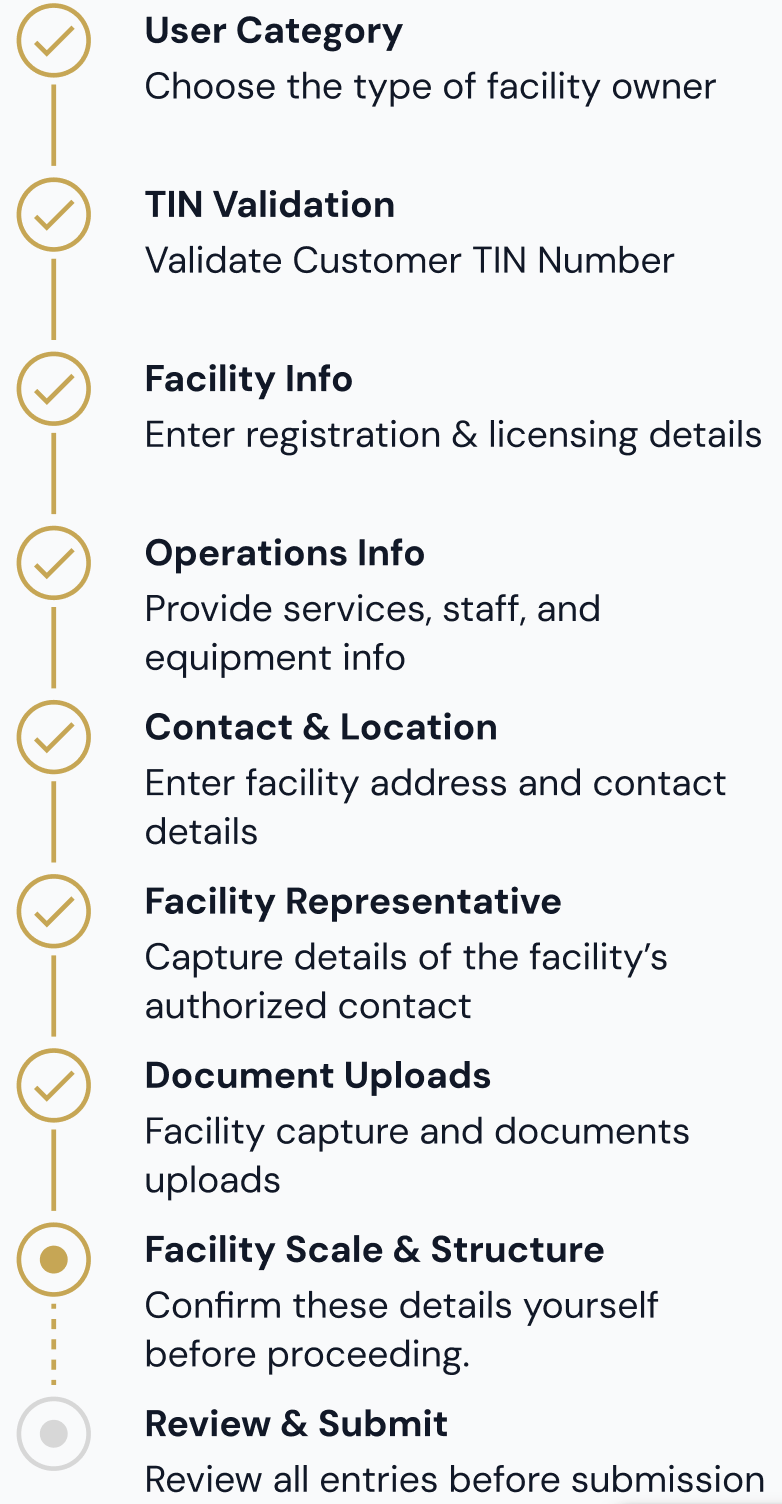 User Category
Choose the type of facility owner
TIN Validation
Validate Customer TIN Number
Facility Info
Enter registration & licensing details
Operations Info
Provide services, staff, and
equipment info
Contact & Location
Enter facility address and contact
details
Facility Representative
Capture details of the facility’s
authorized contact
Document Uploads
Facility capture and documents
uploads
Facility Scale & Structure
Confirm these details yourself
before proceeding.
Review & Submit
Review all entries before submission